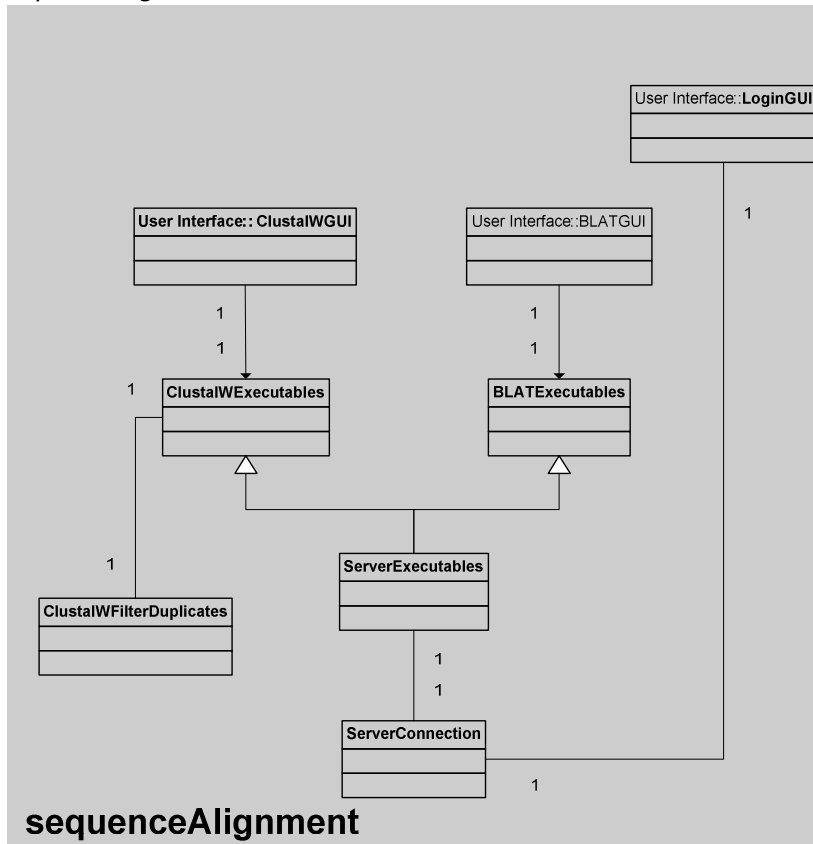 User Interface::LoginGUI
1
User Interface:: ClustalWGUI
User Interface::BLATGUI
1
1
1
1
1
ClustalWExecutables
BLATExecutables
1
ServerExecutables
ClustalWFilterDuplicates
1
1
ServerConnection
1
sequenceAlignment